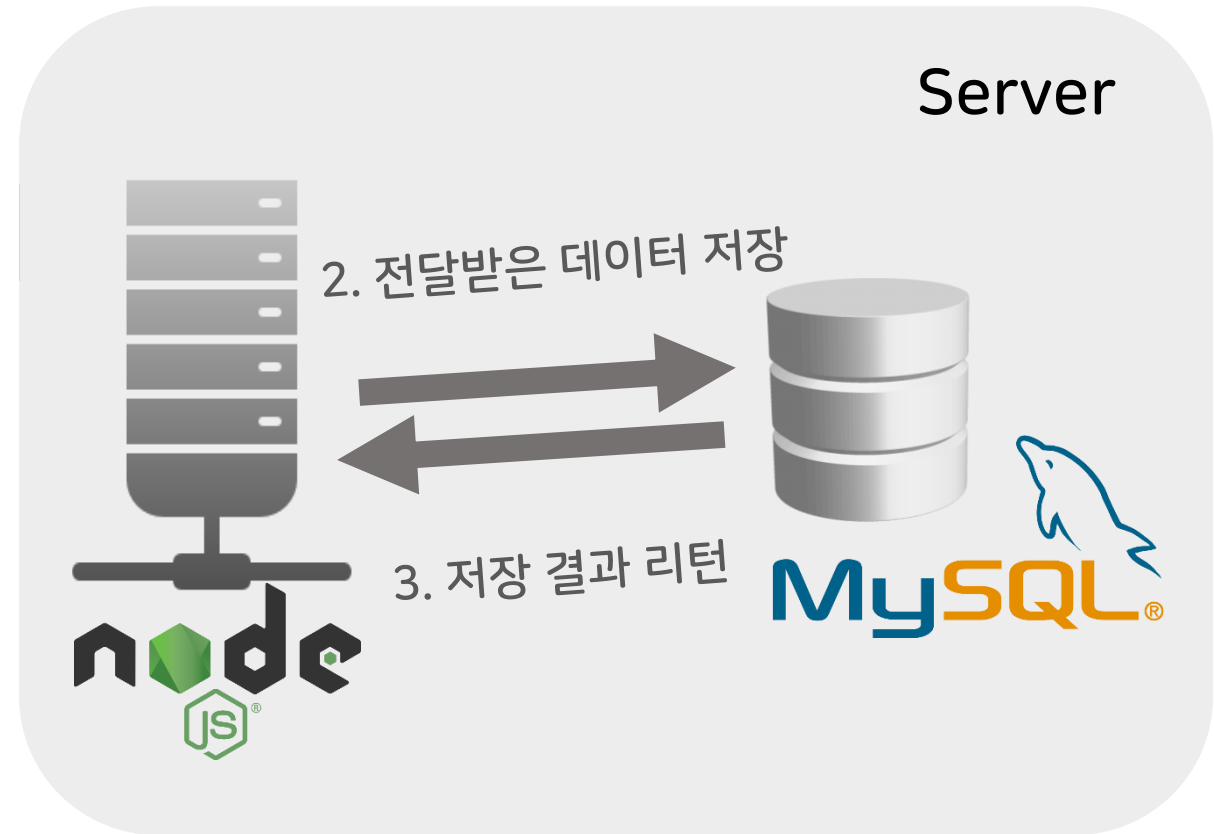 Server
2. 전달받은 데이터 저장
3. 저장 결과 리턴
MySQL®
node
JS®